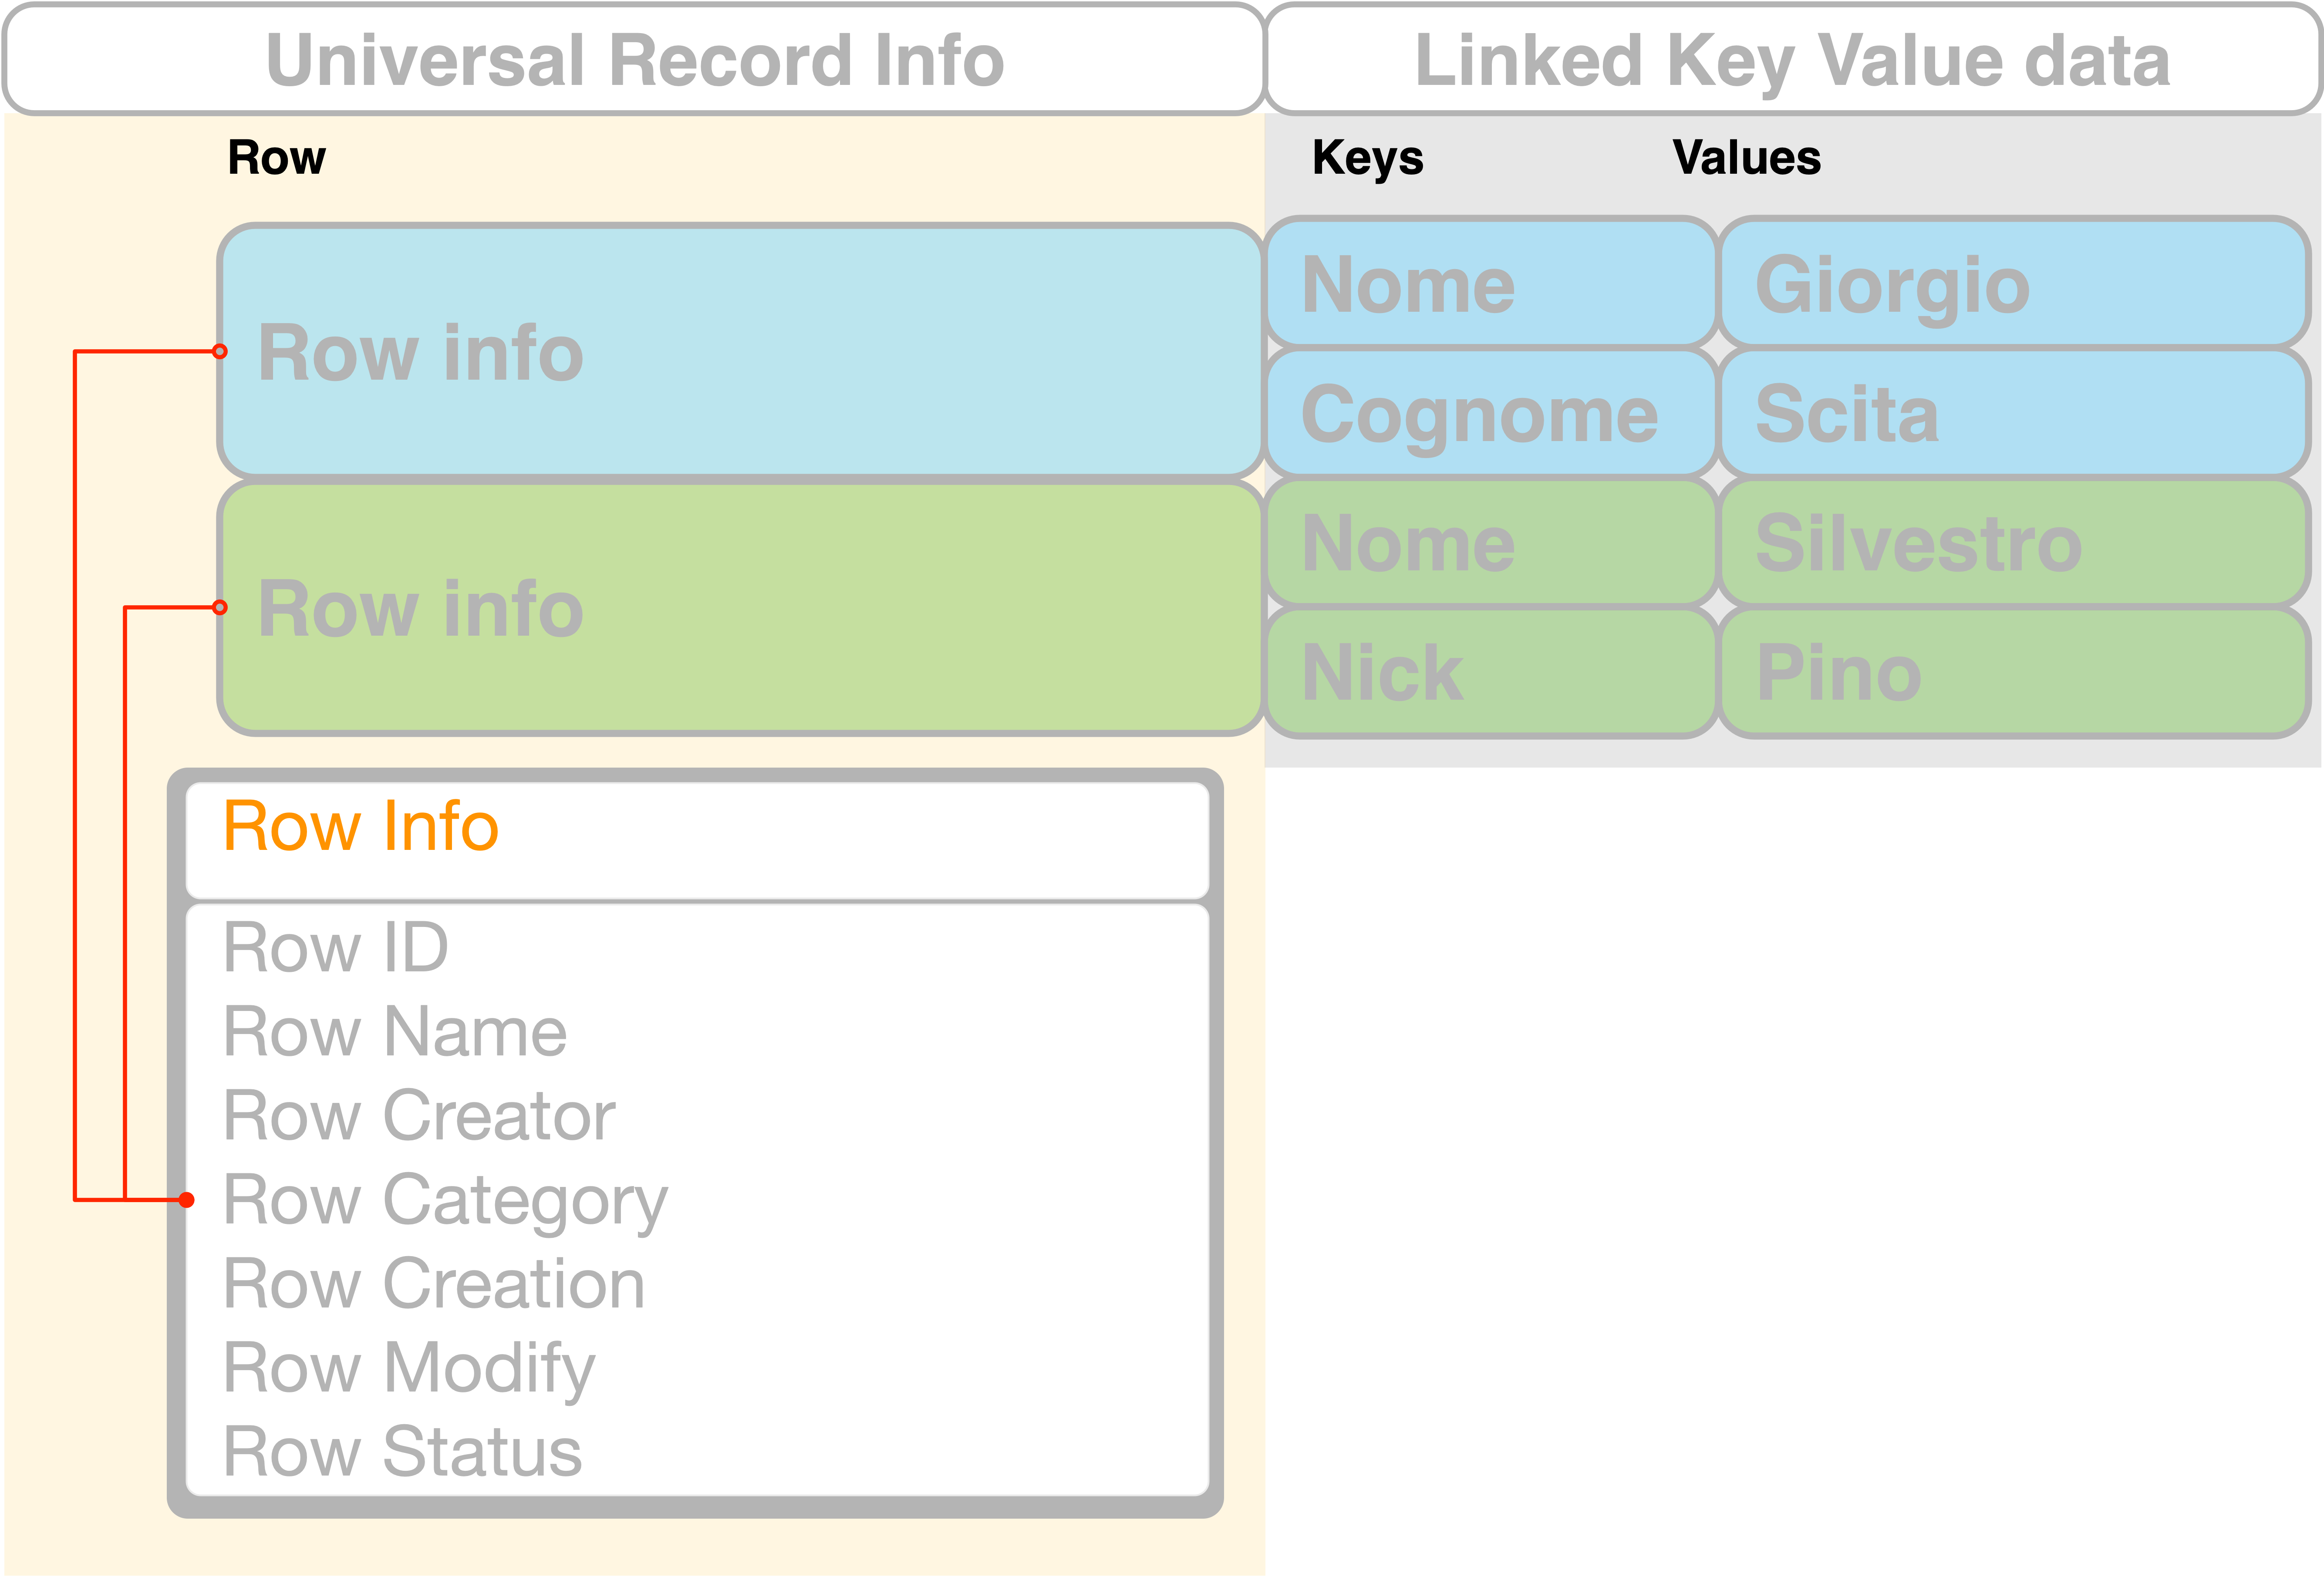 Universal Record Info
Linked Key Value data
Row
Keys
Values
Row info
Nome
Giorgio
Cognome
Scita
Row info
Nome
Silvestro
Nick
Pino
Row Info
Row ID
Row Name
Row Creator
Row Category
Row Creation
Row Modify
Row Status